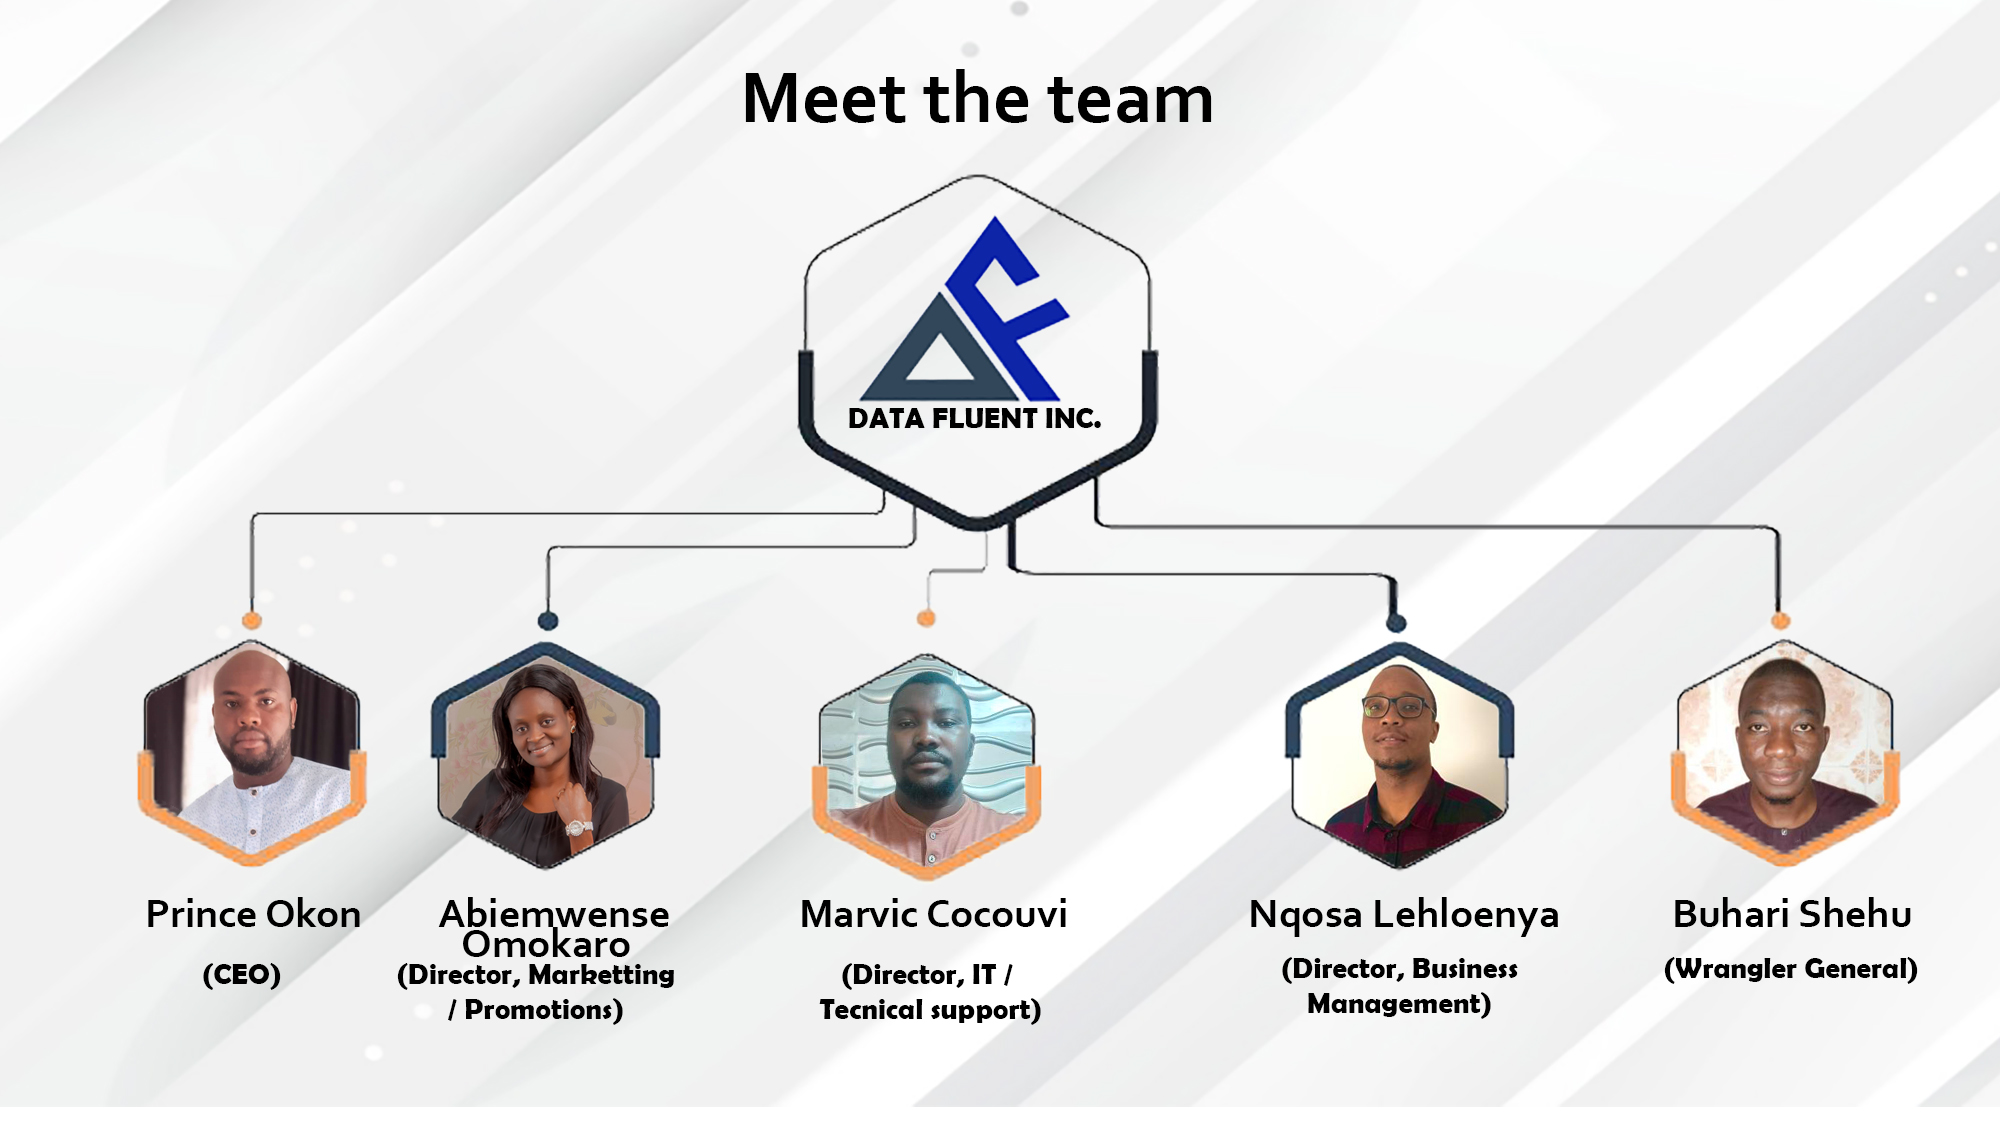 Meet the team
DATA FLUENT INC.
Prince Okon
(CEO)
Abiemwense
Omokaro
(Director, Marketting
/ Promotions)
Marvic Cocouvi
(Director, IT /
Tecnical support)
Nqosa Lehloenya
(Director, Business
Management)
Buhari Shehu
(Wrangler General)